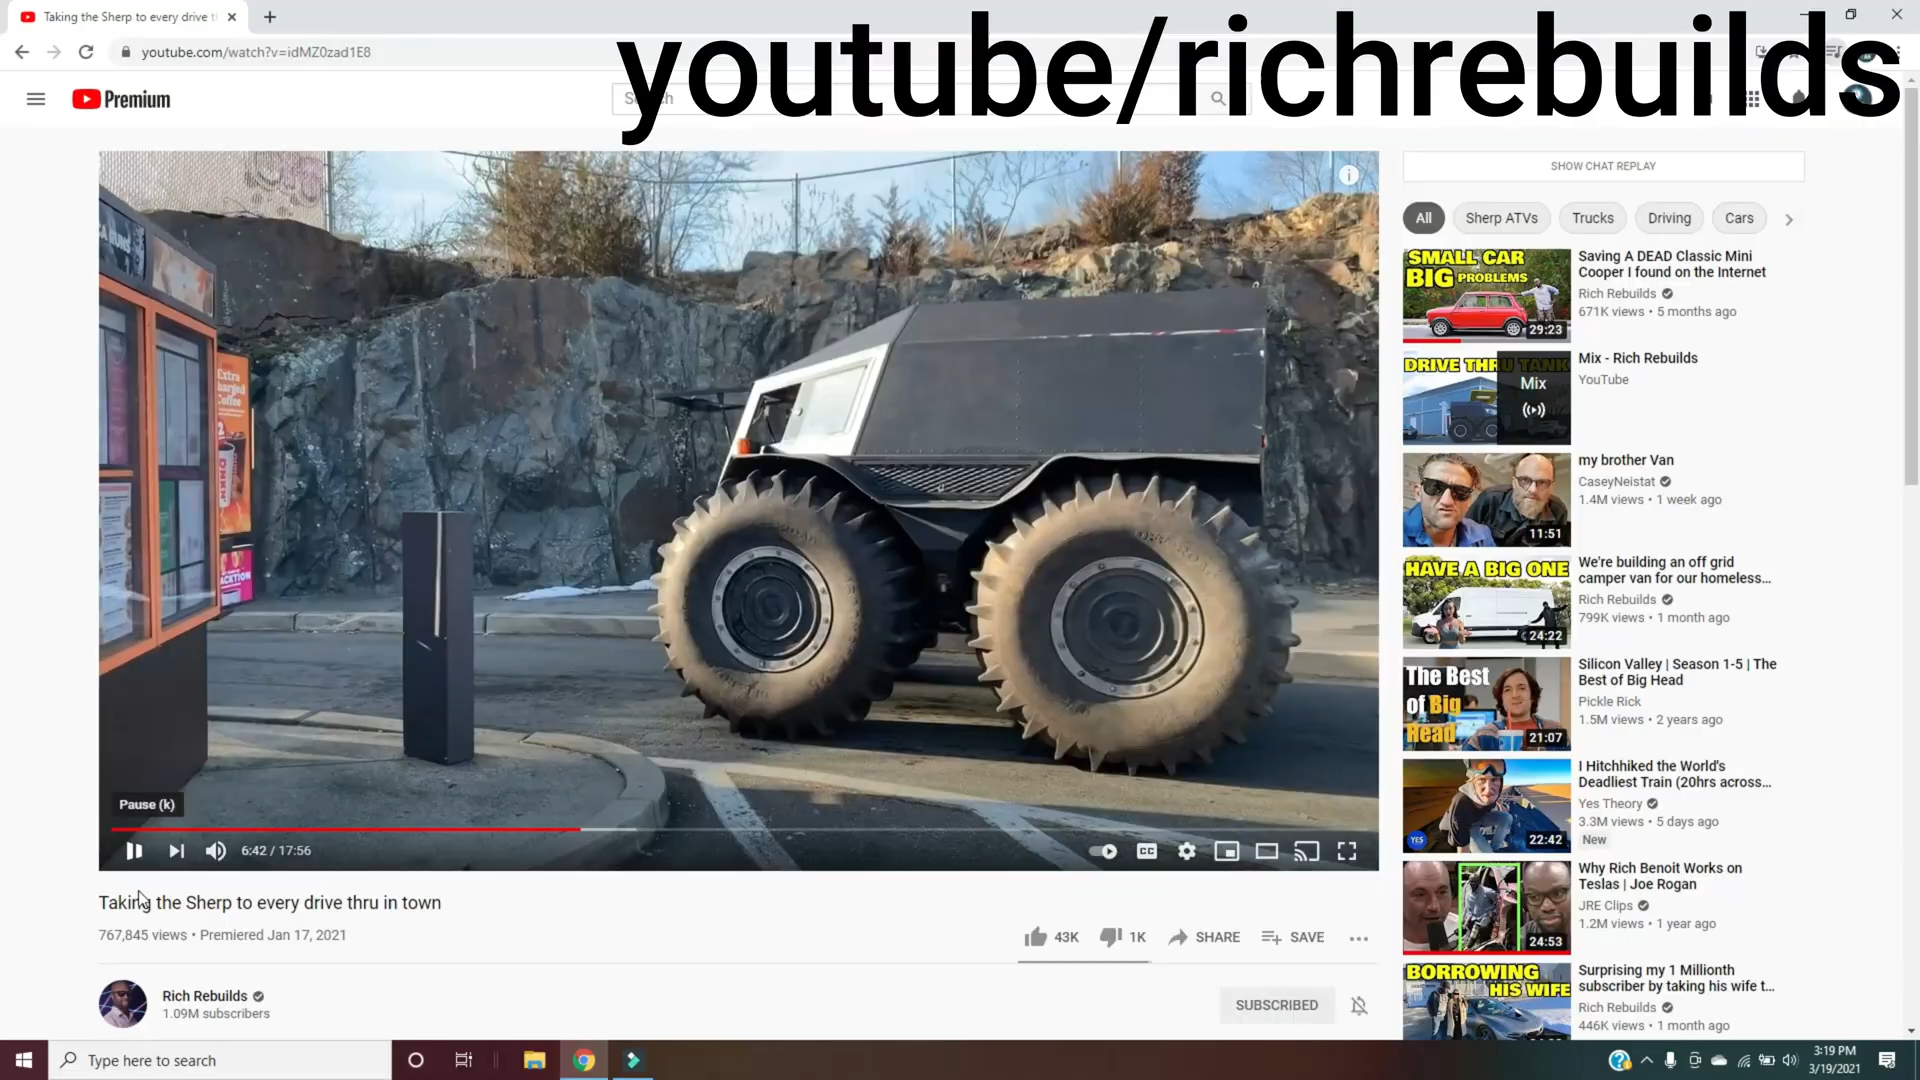 Taking the Sherp to every drive t
youtube.com/watch?v=idMZ0zad1E8
youtube/richrebuilds
Premium
SHOW CHAT REPLAY
All
Sherp ATVs
Trucks
Driving
Cars
Extra
Charged
Coffee
Pause (k)
6:42 / 17:56
CC
Taking the Sherp to every drive thru in town
767,845 views • Premiered Jan 17, 2021
43K
1K
SHARE
SAVE
Rich Rebuilds
1.09M subscribers
SUBSCRIBED
SMALL CAR
BIG PROBLEMS
29:23
Saving A DEAD Classic Mini
Cooper I found on the Internet
Rich Rebuilds
671K views • 5 months ago
DRIVE THRU TANK
Mix
Mix - Rich Rebuilds
YouTube
11:51
my brother Van
CaseyNeistat
1.4M views • 1 week ago
HAVE A BIG ONE
24:22
We're building an off grid
camper van for our homeless...
Rich Rebuilds
799K views • 1 month ago
The Best
of Big
Head
21:07
Silicon Valley | Season 1-5 | The
Best of Big Head
Pickle Rick
1.5M views • 2 years ago
YES
22:42
I Hitchhiked the World's
Deadliest Train (20hrs across...
Yes Theory
3.3M views • 5 days ago
New
24:53
Why Rich Benoit Works on
Teslas | Joe Rogan
JRE Clips
1.2M views • 1 year ago
BORROWING
HIS WIFE
Surprising my 1 Millionth
subscriber by taking his wife t...
Rich Rebuilds
446K views • 1 month ago
Type here to search
3:19 PM
3/19/2021